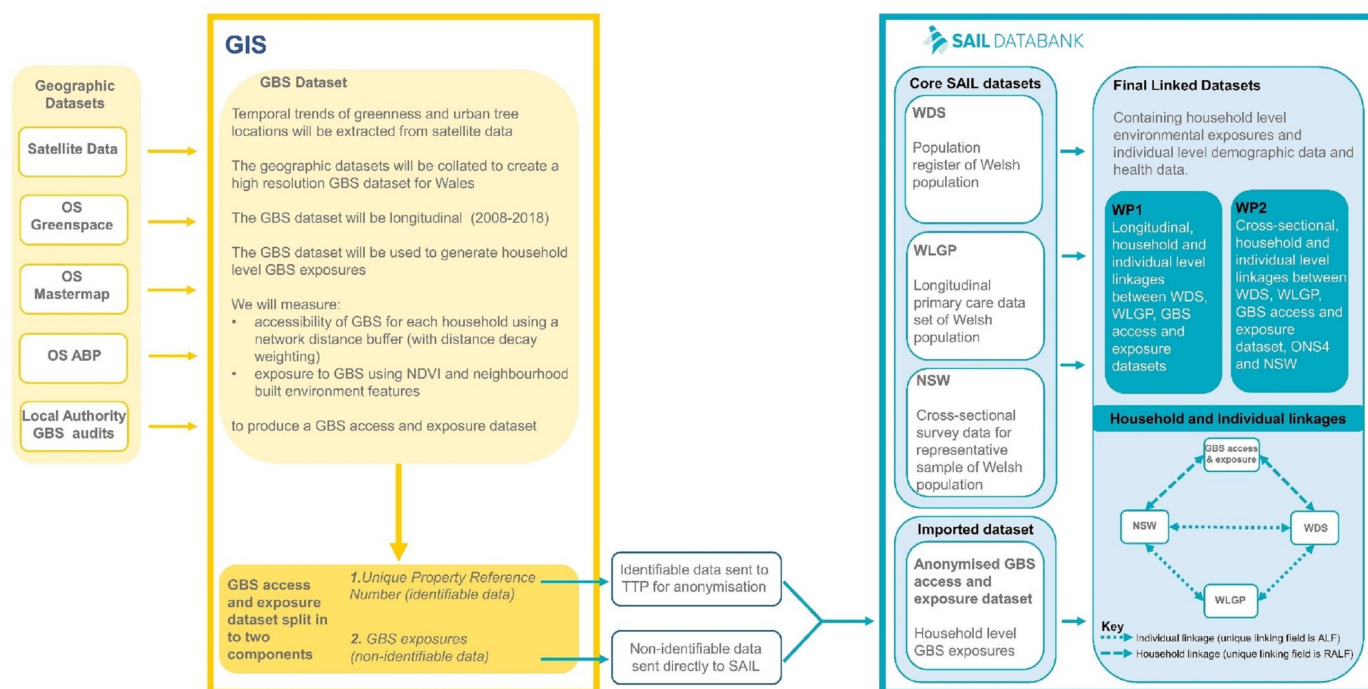 Geographic
Datasets
Satellite Data
OS
Greenspace
OS
Mastermap
OS ABP
Local Authority
GBS audits
GIS
GBS Dataset
Temporal trends of greenness and urban tree
locations will be extracted from satellite data
The geographic datasets will be collated to create a
high resolution GBS dataset for Wales
The GBS dataset will be longitudinal (2008-2018)
The GBS dataset will be used to generate household
level GBS exposures
We will measure:
• accessibility of GBS for each household using a
network distance buffer (with distance decay
weighting)
• exposure to GBS using NDVI and neighbourhood
built environment features
to produce a GBS access and exposure dataset
GBS access
and exposure
dataset split in
to two
components
1.Unique Property Reference
Number (identifiable data)
2. GBS exposures
(non-identifiable data)
Identifiable data sent to
TTP for anonymisation
Non-identifiable data
sent directly to SAIL
SAIL DATABANK
Core SAIL datasets
WDS
Population
register of Welsh
population
WLGP
Longitudinal
primary care data
set of Welsh
population
NSW
Cross-sectional
survey data for
representative
sample of Welsh
population
Imported dataset
Anonymised GBS
access and
exposure dataset
Household level
GBS exposures
Final Linked Datasets
Containing household level
environmental exposures and
individual level demographic data and
health data.
WP1
Longitudinal,
household and
individual level
linkages
between WDS,
WLGP, GBS
access and
exposure
datasets
WP2
Cross-sectional,
household and
individual level
linkages between
WDS, WLGP,
GBS access and
exposure
dataset, ONS4
and NSW
Household and Individual linkages
GBS access
& exposure
NSW
WDS
WLGP
Key
Individual linkage (unique linking field is ALF)
Household linkage (unique linking field is RALF)